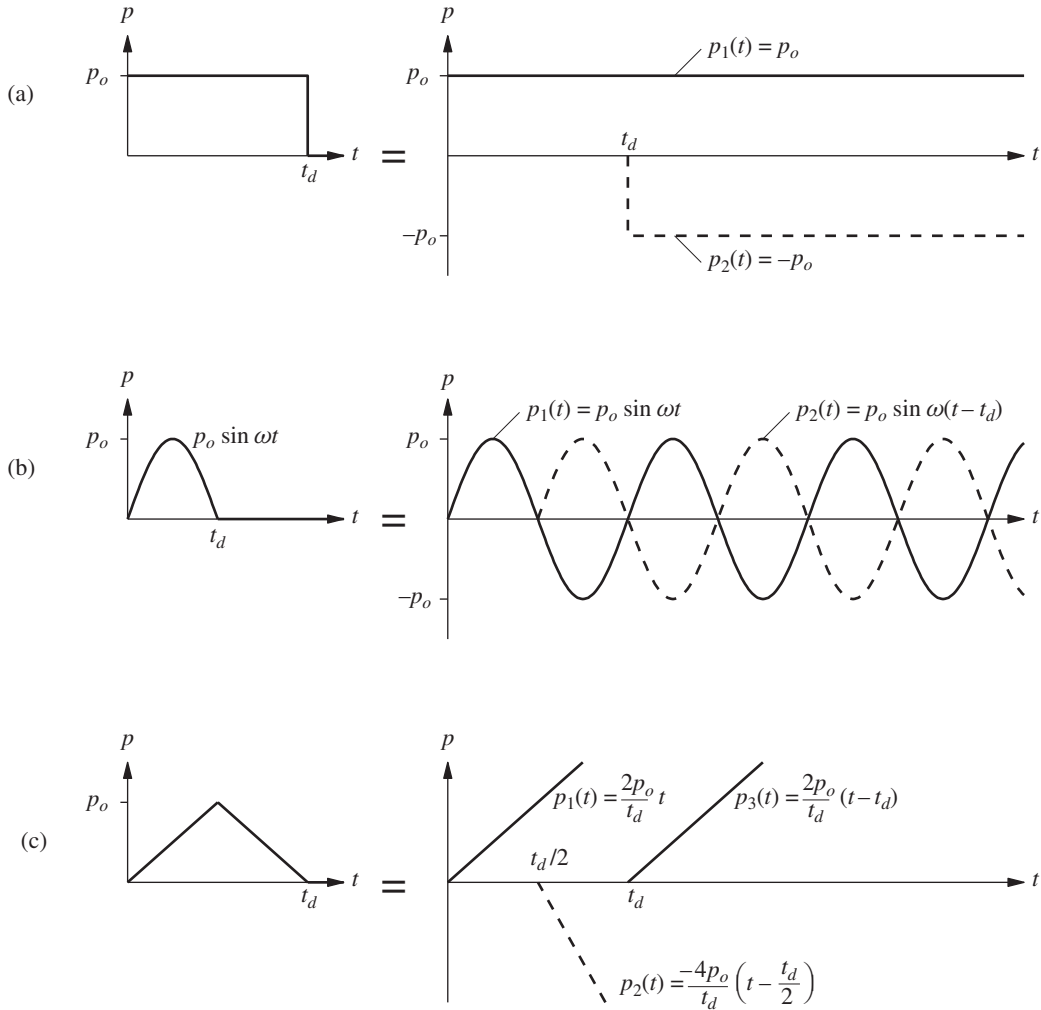 (a)
p
p_o
t_d
t
=
p
p_o
p_1(t) = p_o
t_d
t
–p_o
p_2(t) = –p_o
(b)
p
p_o
p_o sin ωt
t_d
t
=
p
p_o
p_1(t) = p_o sin ωt
p_2(t) = p_o sin ω(t – t_d)
t
–p_o
(c)
p
p_o
t_d
t
=
p
p_1(t) = 2p_o/t_d t
p_3(t) = 2p_o/t_d (t – t_d)
t_d/2
t_d
t
p_2(t) = –4p_o/t_d (t – t_d/2)